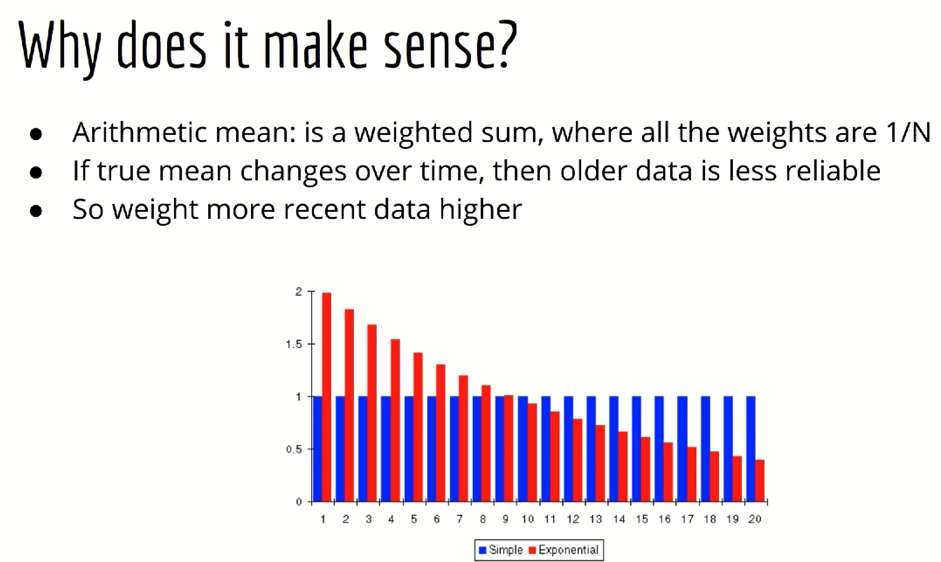 Why does it make sense?
● Arithmetic mean: is a weighted sum, where all the weights are 1/N
● If true mean changes over time, then older data is less reliable
● So weight more recent data higher
2
1.5
1
0.5
0
1 2 3 4 5 6 7 8 9 10 11 12 13 14 15 16 17 18 19 20
Simple Exponential